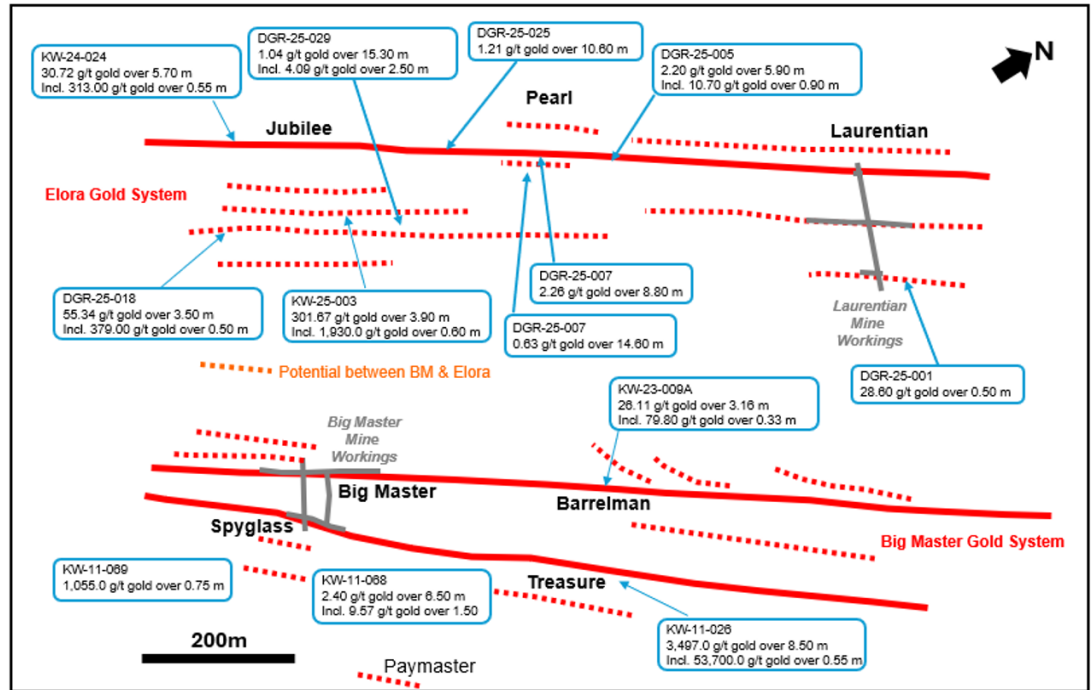 KW-24-024
30.72 g/t gold over 5.70 m
Incl. 313.00 g/t gold over 0.55 m
DGR-25-029
1.04 g/t gold over 15.30 m
Incl. 4.09 g/t gold over 2.50 m
DGR-25-025
1.21 g/t gold over 10.60 m
DGR-25-005
2.20 g/t gold over 5.90 m
Incl. 10.70 g/t gold over 0.90 m
N
Pearl
Jubilee
Laurentian
Elora Gold System
DGR-25-018
55.34 g/t gold over 3.50 m
Incl. 379.00 g/t gold over 0.50 m
KW-25-003
301.67 g/t gold over 3.90 m
Incl. 1,930.0 g/t gold over 0.60 m
DGR-25-007
2.26 g/t gold over 8.80 m
DGR-25-007
0.63 g/t gold over 14.60 m
Laurentian
Mine
Workings
DGR-25-001
28.60 g/t gold over 0.50 m
Potential between BM & Elora
KW-23-009A
26.11 g/t gold over 3.16 m
Incl. 79.80 g/t gold over 0.33 m
Big Master
Mine
Workings
Big Master
Barrelman
Spyglass
Big Master Gold System
KW-11-069
1,055.0 g/t gold over 0.75 m
KW-11-068
2.40 g/t gold over 6.50 m
Incl. 9.57 g/t gold over 1.50
Treasure
KW-11-026
3,497.0 g/t gold over 8.50 m
Incl. 53,700.0 g/t gold over 0.55 m
200m
Paymaster